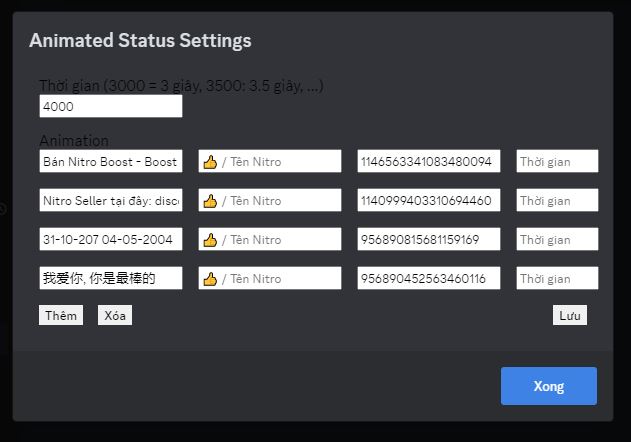 Animated Status Settings
Thời gian (3000 = 3 giây, 3500: 3.5 giây, ...)
4000
Animation
Bán Nitro Boost - Boost 👍 / Tên Nitro 1146563341083480094 Thời gian
Nitro Seller tại đây: disc 👍 / Tên Nitro 1140999403310694460 Thời gian
31-10-207 04-05-2004 👍 / Tên Nitro 956890815681159169 Thời gian
我爱你, 你是最棒的 👍 / Tên Nitro 956890452563460116 Thời gian
Thêm Xóa Lưu
Xong